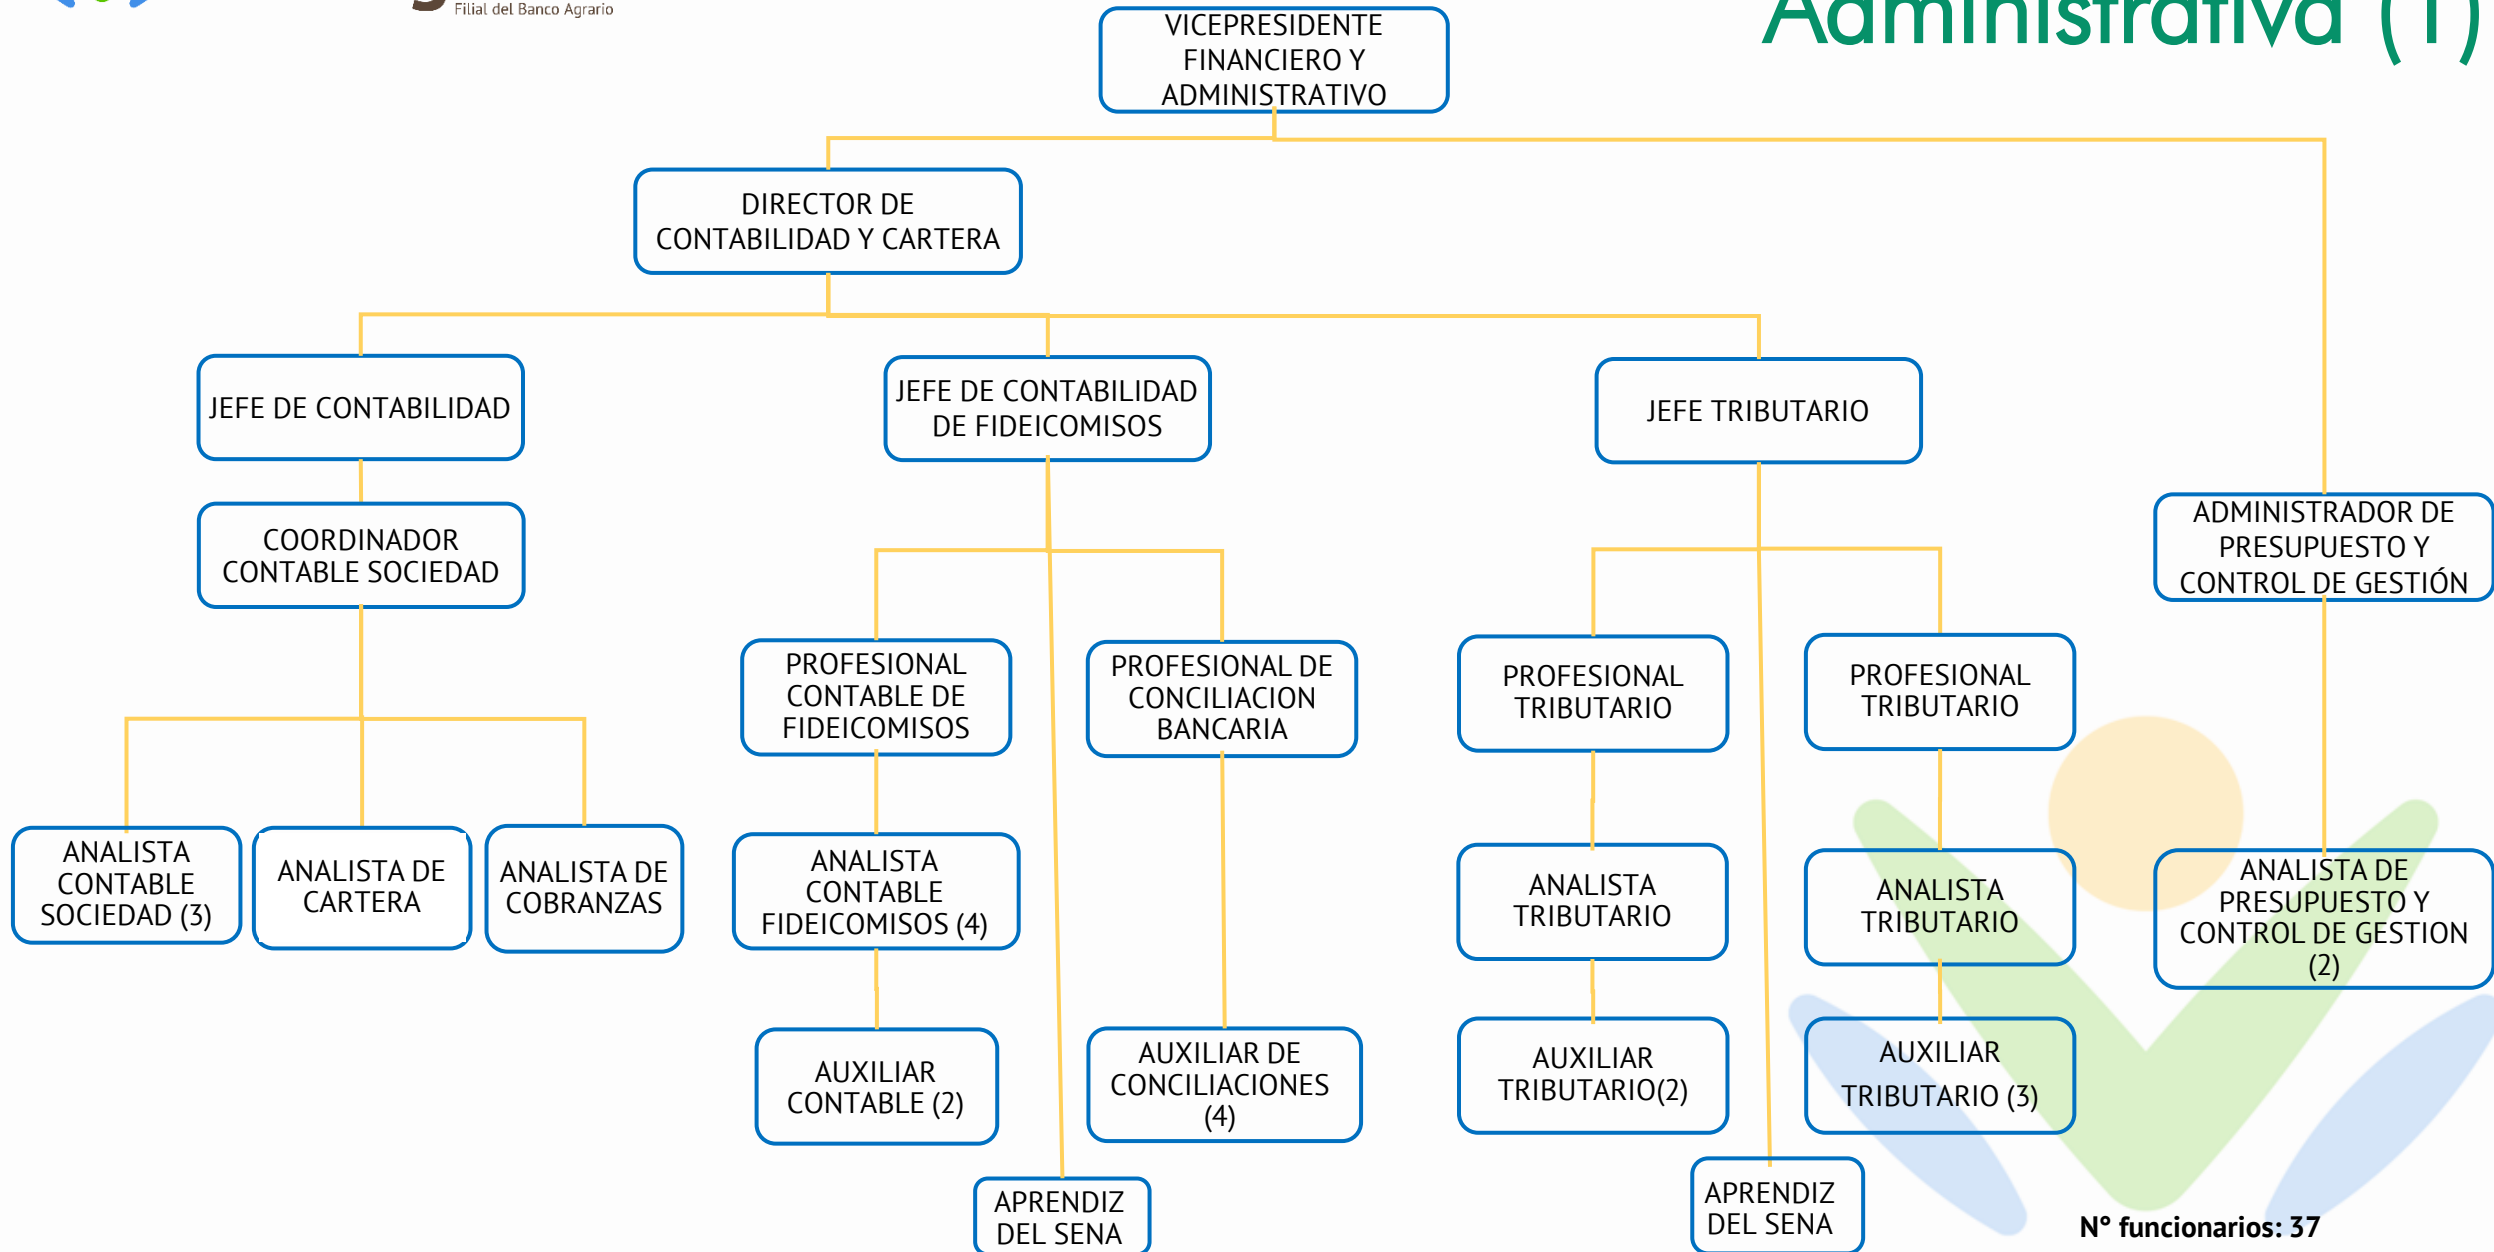 Filial del Banco Agrario
Administrativa (1)
VICEPRESIDENTE
FINANCIERO Y
ADMINISTRATIVO
DIRECTOR DE
CONTABILIDAD Y CARTERA
JEFE DE CONTABILIDAD
JEFE DE CONTABILIDAD
DE FIDEICOMISOS
JEFE TRIBUTARIO
COORDINADOR
CONTABLE SOCIEDAD
ADMINISTRADOR DE
PRESUPUESTO Y
CONTROL DE GESTIÓN
PROFESIONAL
CONTABLE DE
FIDEICOMISOS
PROFESIONAL DE
CONCILIACION
BANCARIA
PROFESIONAL
TRIBUTARIO
PROFESIONAL
TRIBUTARIO
ANALISTA
CONTABLE
SOCIEDAD (3)
ANALISTA DE
CARTERA
ANALISTA DE
COBRANZAS
ANALISTA
CONTABLE
FIDEICOMISOS (4)
ANALISTA
TRIBUTARIO
ANALISTA
TRIBUTARIO
ANALISTA DE
PRESUPUESTO Y
CONTROL DE GESTION
(2)
AUXILIAR
CONTABLE (2)
AUXILIAR DE
CONCILIACIONES
(4)
AUXILIAR
TRIBUTARIO(2)
AUXILIAR
TRIBUTARIO (3)
APRENDIZ
DEL SENA
APRENDIZ
DEL SENA
N° funcionarios: 37